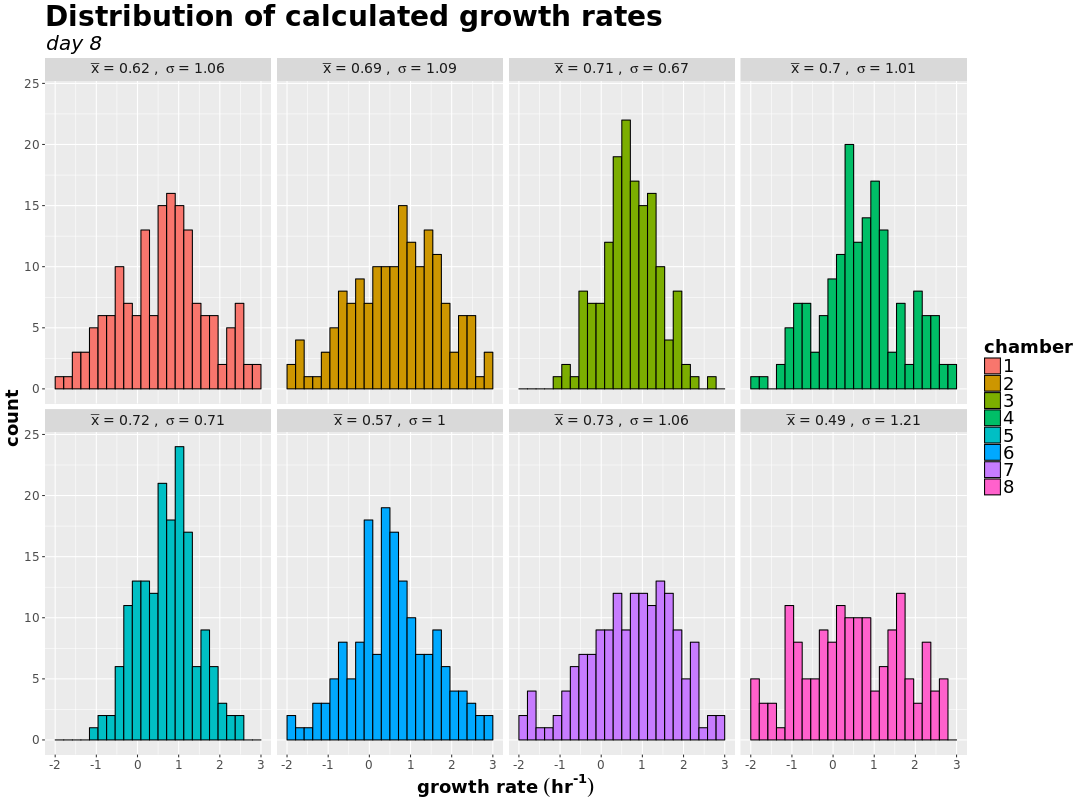 Distribution of calculated growth rates
day 8
x̅ = 0.62 , σ = 1.06
x̅ = 0.69 , σ = 1.09
x̅ = 0.71 , σ = 0.67
x̅ = 0.7 , σ = 1.01
25
20
15
10
5
0
x̅ = 0.72 , σ = 0.71
x̅ = 0.57 , σ = 1
x̅ = 0.73 , σ = 1.06
x̅ = 0.49 , σ = 1.21
25
20
15
10
5
0
-2 -1 0 1 2 3
-2 -1 0 1 2 3
-2 -1 0 1 2 3
-2 -1 0 1 2 3
count
growth rate (hr⁻¹)
chamber
1
2
3
4
5
6
7
8